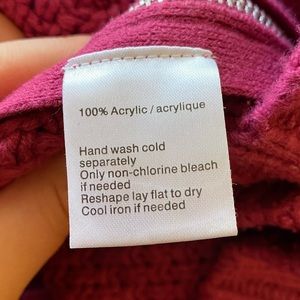 100% Acrylic / acrylique
Hand wash cold
separately
Only non-chlorine bleach
if needed
Reshape lay flat to dry
Cool iron if needed